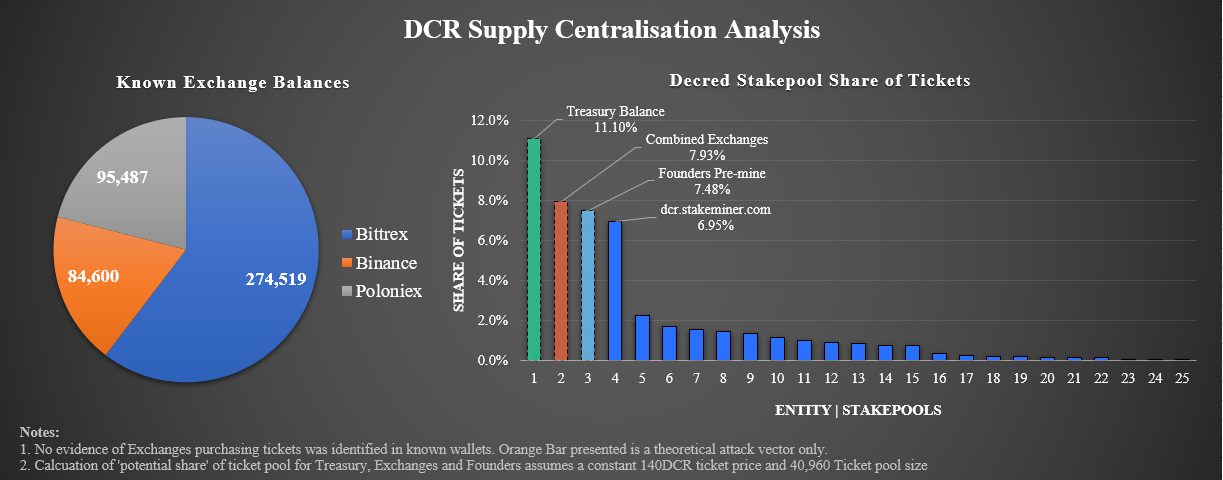 DCR Supply Centralisation Analysis
Known Exchange Balances
95,487
84,600
274,519
Bittrex
Binance
Poloniex
Decred Stakepool Share of Tickets
SHARE OF TICKETS
12.0%
10.0%
8.0%
6.0%
4.0%
2.0%
0.0%
Treasury Balance
11.10%
Combined Exchanges
7.93%
Founders Pre-mine
7.48%
dcr.stakeminer.com
6.95%
1 2 3 4 5 6 7 8 9 10 11 12 13 14 15 16 17 18 19 20 21 22 23 24 25
ENTITY | STAKEPOOLS
Notes:
1. No evidence of Exchanges purchasing tickets was identified in known wallets. Orange Bar presented is a theoretical attack vector only.
2. Calcuation of 'potential share' of ticket pool for Treasury, Exchanges and Founders assumes a constant 140DCR ticket price and 40,960 Ticket pool size